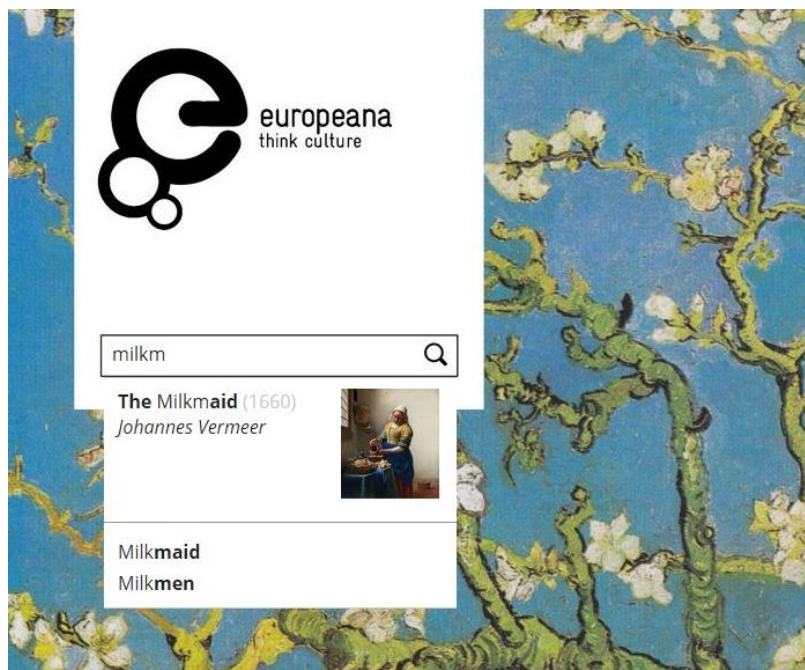 europeana
think culture
milkm
The Milkmaid (1660)
Johannes Vermeer
Milkmaid
Milkmen